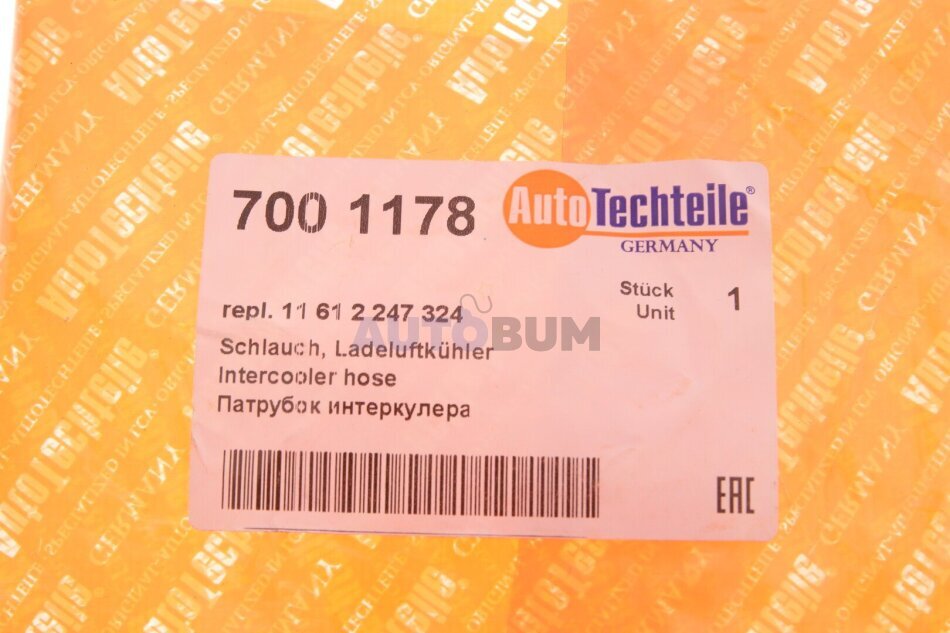 700 1178
AutoTechteile®
GERMANY
repl. 11 61 2 247 324
Stück 1
Unit
AUTOBUM
Schlauch, Ladeluftkühler
Intercooler hose
Патрубок интеркулера
EAC